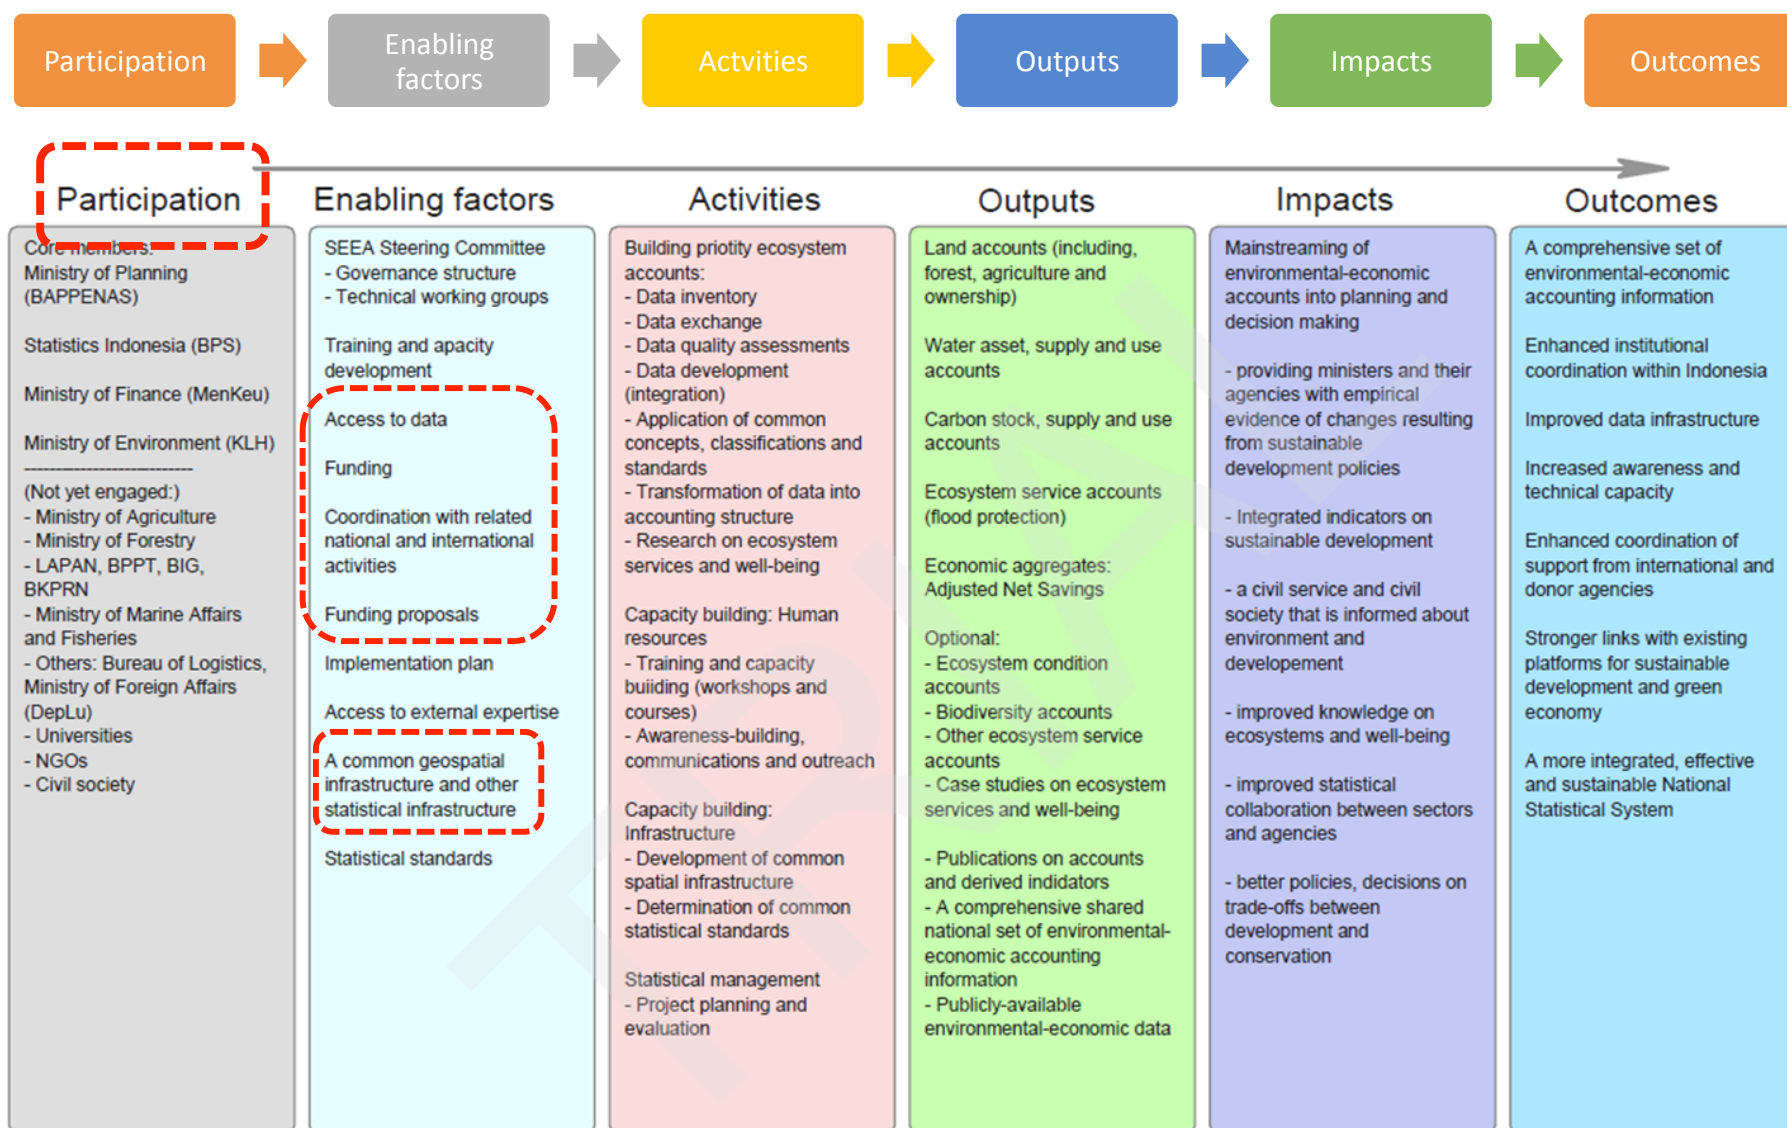 Participation
Enabling
factors
Actvities
Outputs
Impacts
Outcomes
Participation
Core members:
Ministry of Planning
(BAPPENAS)
Statistics Indonesia (BPS)
Ministry of Finance (MenKeu)
Ministry of Environment (KLH)
----------------------------
(Not yet engaged:)
- Ministry of Agriculture
- Ministry of Forestry
- LAPAN, BPPT, BIG,
BKPRN
- Ministry of Marine Affairs
and Fisheries
- Others: Bureau of Logistics,
Ministry of Foreign Affairs
(DepLu)
- Universities
- NGOs
- Civil society
Enabling factors
SEEA Steering Committee
- Governance structure
- Technical working groups
Training and apacity
development
Access to data
Funding
Coordination with related
national and international
activities
Funding proposals
Implementation plan
Access to external expertise
A common geospatial
infrastructure and other
statistical infrastructure
Statistical standards
Activities
Building priotity ecosystem
accounts:
- Data inventory
- Data exchange
- Data quality assessments
- Data development
(integration)
- Application of common
concepts, classifications and
standards
- Transformation of data into
accounting structure
- Research on ecosystem
services and well-being
Capacity building: Human
resources
- Training and capacity
buiiding (workshops and
courses)
- Awareness-building,
communications and outreach
Capacity building:
Infrastructure
- Development of common
spatial infrastructure
- Determination of common
statistical standards
Statistical management
- Project planning and
evaluation
Outputs
Land accounts (including,
forest, agriculture and
ownership)
Water asset, supply and use
accounts
Carbon stock, supply and use
accounts
Ecosystem service accounts
(flood protection)
Economic aggregates:
Adjusted Net Savings
Optional:
- Ecosystem condition
accounts
- Biodiversity accounts
- Other ecosystem service
accounts
- Case studies on ecosystem
services and well-being
- Publications on accounts
and derived indidators
- A comprehensive shared
national set of environmental-
economic accounting
information
- Publicly-available
environmental-economic data
Impacts
Mainstreaming of
environmental-economic
accounts into planning and
decision making
- providing ministers and their
agencies with empirical
evidence of changes resulting
from sustainable
development policies
- Integrated indicators on
sustainable development
- a civil service and civil
society that is informed about
environment and
developement
- improved knowledge on
ecosystems and well-being
- improved statistical
collaboration between sectors
and agencies
- better policies, decisions on
trade-offs between
development and
conservation
Outcomes
A comprehensive set of
environmental-economic
accounting information
Enhanced institutional
coordination within Indonesia
Improved data infrastructure
Increased awareness and
technical capacity
Enhanced coordination of
support from international and
donor agencies
Stronger links with existing
platforms for sustainable
development and green
economy
A more integrated, effective
and sustainable National
Statistical System
TRIAL